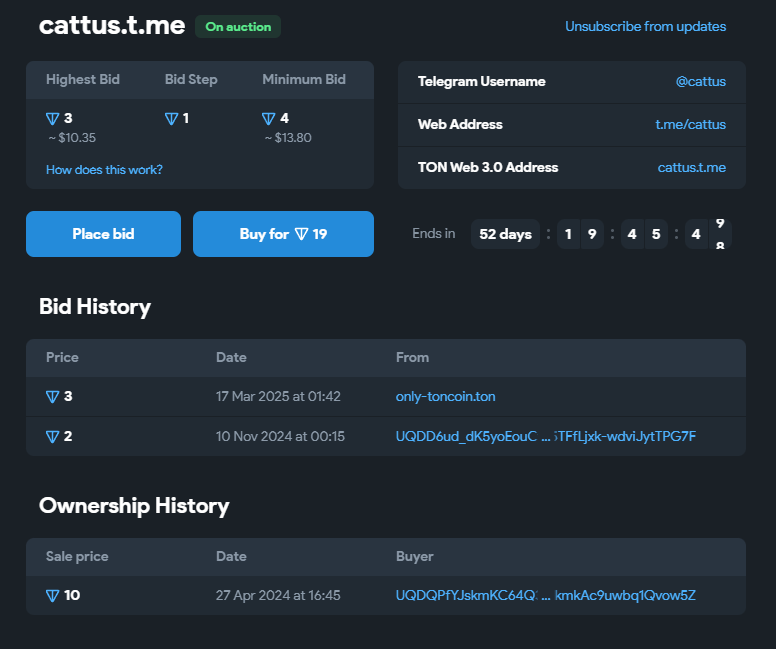 cattus.t.me On auction Unsubscribe from updates
Highest Bid Bid Step Minimum Bid
3 1 4
~ $10.35 ~ $13.80
How does this work?
Telegram Username @cattus
Web Address t.me/cattus
TON Web 3.0 Address cattus.t.me
Place bid Buy for 19 Ends in 52 days : 1 9 : 4 5 : 4
Bid History
Price Date From
3 17 Mar 2025 at 01:42 only-toncoin.ton
2 10 Nov 2024 at 00:15 UQDD6ud_dK5yoEouC ... TFfLjxk-wdviJytTPG7F
Ownership History
Sale price Date Buyer
10 27 Apr 2024 at 16:45 UQDQPfYJskmKC64Q ... kmkAc9uwbq1Qvow5Z